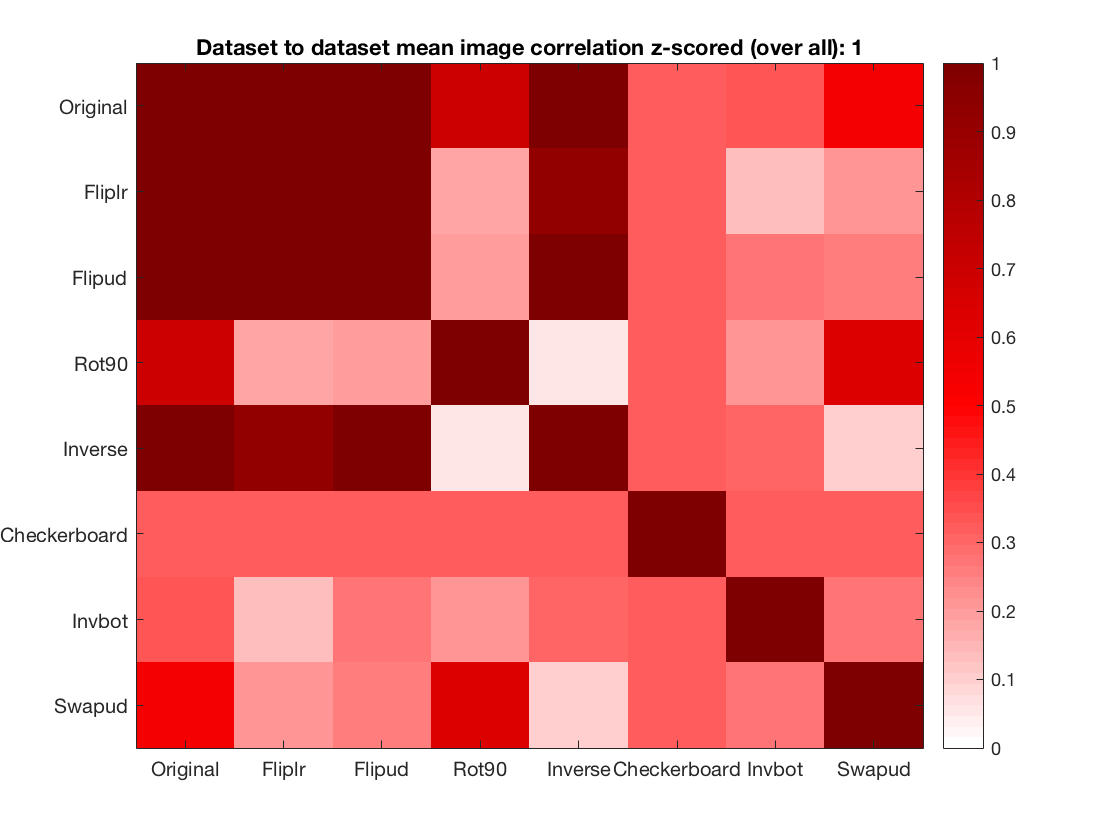 Dataset to dataset mean image correlation z-scored (over all): 1
Original
Fliplr
Flipud
Rot90
Inverse
Checkerboard
Invbot
Swapud
Original Fliplr Flipud Rot90 Inverse Checkerboard Invbot Swapud
1
0.9
0.8
0.7
0.6
0.5
0.4
0.3
0.2
0.1
0